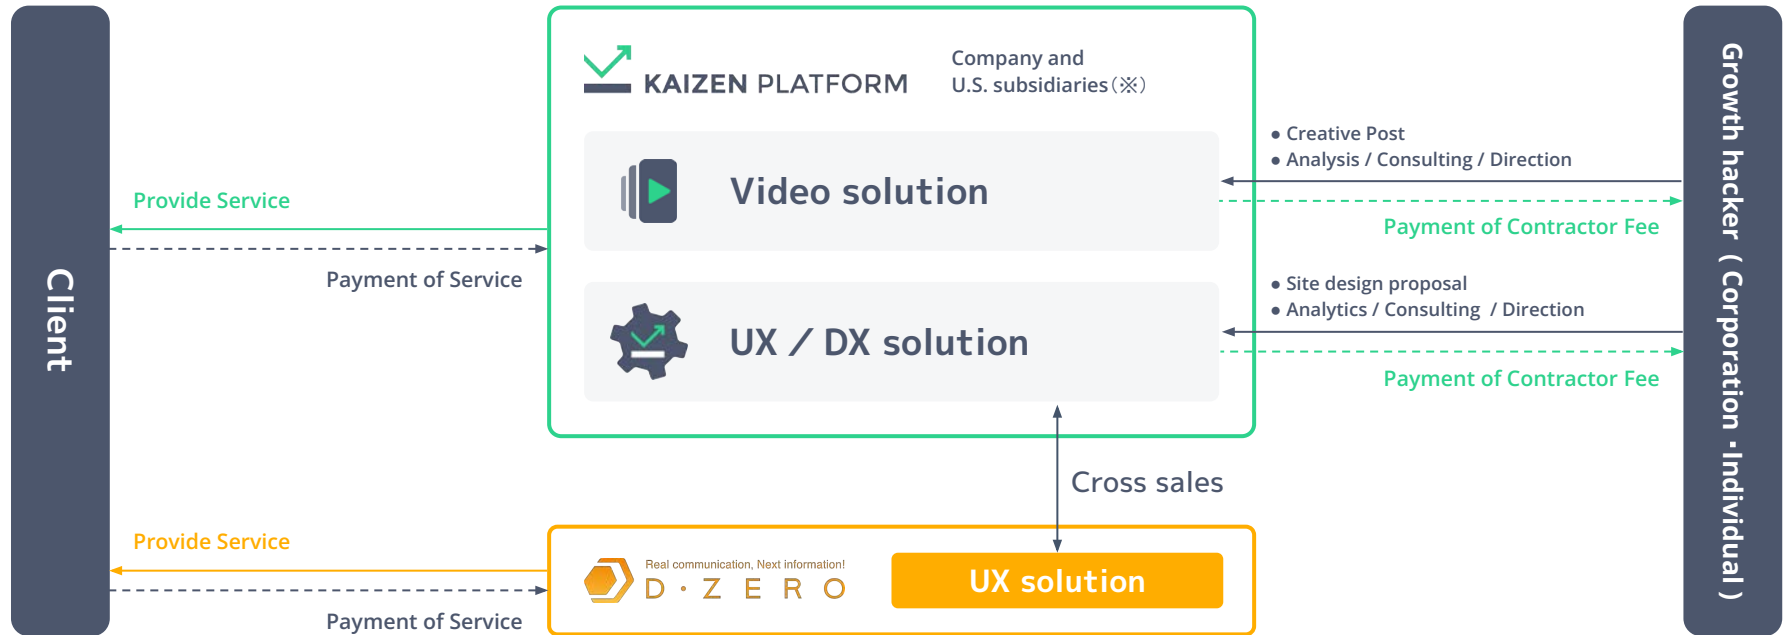 Client
Provide Service
Payment of Service
KAIZEN PLATFORM
Company and
U.S. subsidiaries(※)
Video solution
UX / DX solution
● Creative Post
● Analysis / Consulting / Direction
Payment of Contractor Fee
● Site design proposal
● Analytics / Consulting / Direction
Payment of Contractor Fee
Growth hacker ( Corporation・Individual )
Cross sales
Provide Service
Payment of Service
Real communication, Next information!
D・ZERO
UX solution